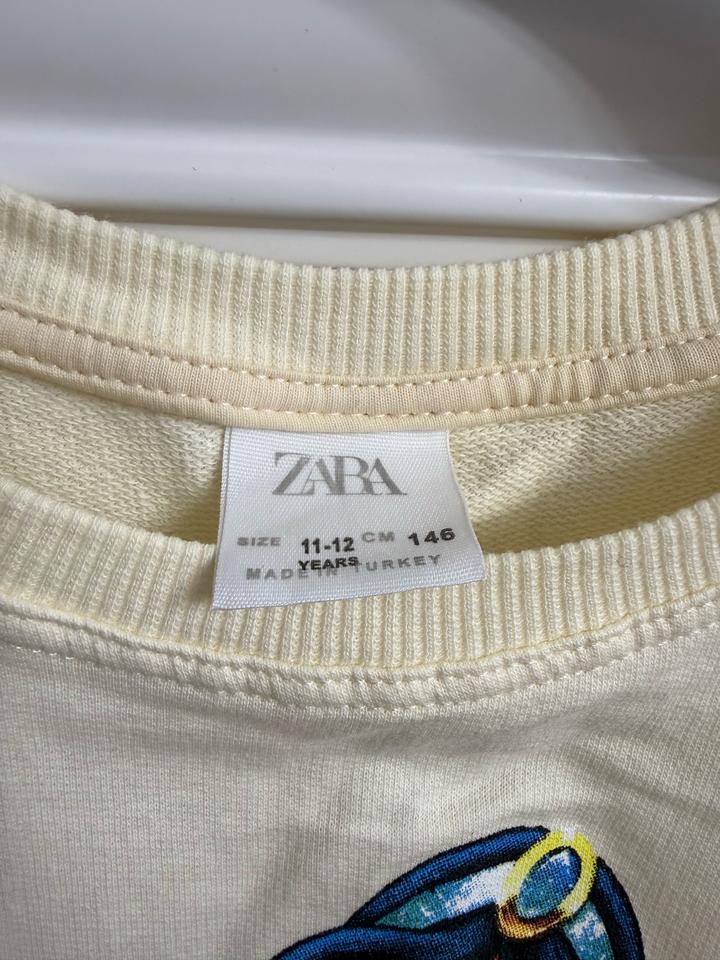 ZARA
SIZE 11-12 CM 146
YEARS
MADE IN TURKEY